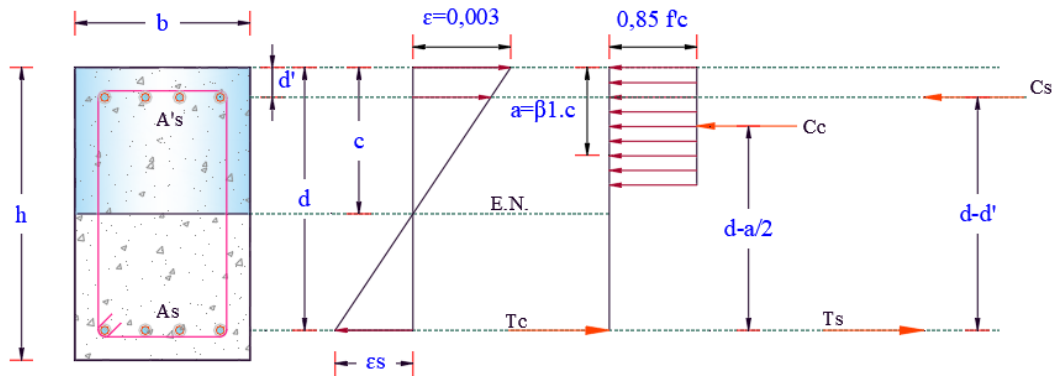 b
ε=0,003
0,85 f'c
d'
A's
a=β1.c
Cs
Cc
c
h
d
E.N.
d-a/2
d-d'
As
Tc
Ts
εs